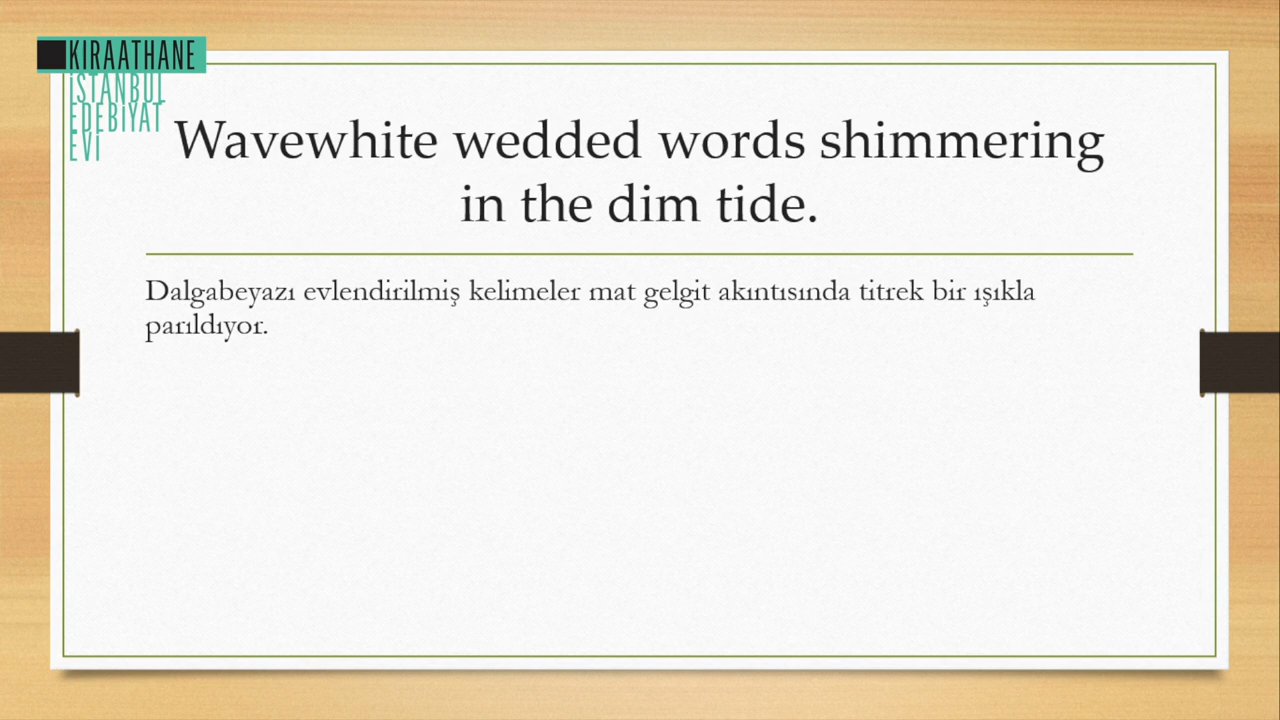 KIRAATHANE
İSTANBUL
EDEBİYAT
EVİ
Wavewhite wedded words shimmering
in the dim tide.
Dalgabeyazı evlendirilmiş kelimeler mat gelgit akıntısında titrek bir ışıkla
parıldıyor.